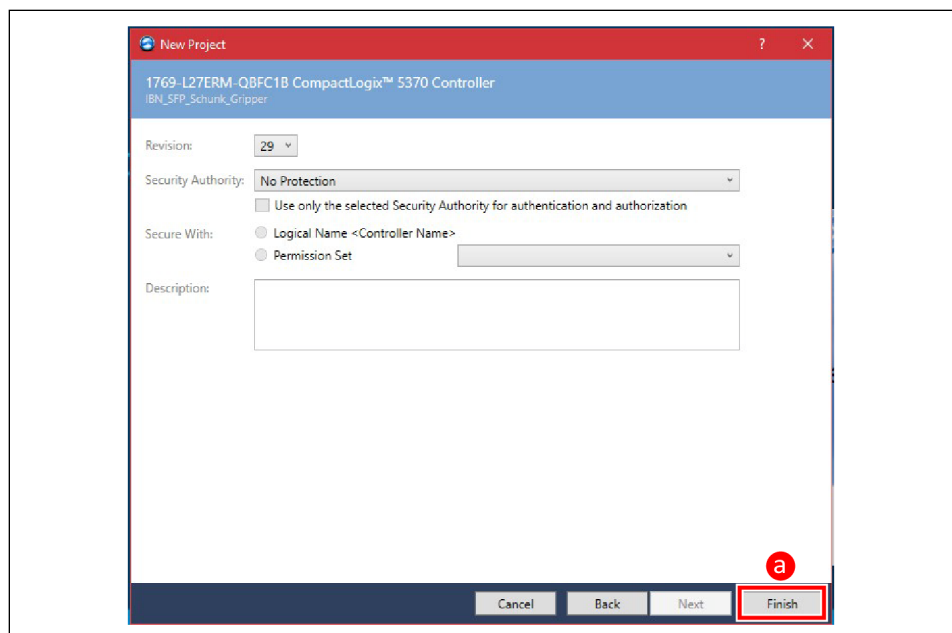 New Project ? ×
1769-L27ERM-QBFC1B CompactLogix™ 5370 Controller
IBN_SFP_Schunk_Gripper
Revision: 29
Security Authority: No Protection
Use only the selected Security Authority for authentication and authorization
Secure With: Logical Name <Controller Name>
Permission Set
Description:
a
Cancel Back Next Finish